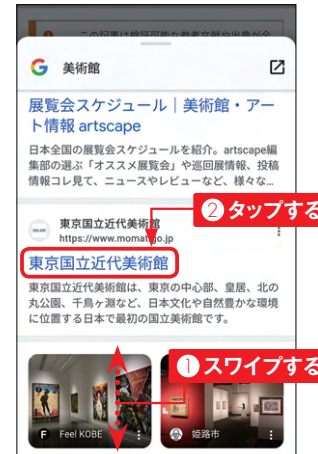 この記事は検証可能な参考文献や出典が全
G 美術館
展覧会スケジュール｜美術館・アー
ト情報 artscape
日本全国の展覧会スケジュールを紹介。artscape編
集部の選ぶ「オススメ展覧会」や巡回展情報、投稿
情報コレ見て、ニュースやレビューなど、様々な...
❷タップする
東京国立近代美術館
https://www.momat.go.jp
東京国立近代美術館
東京国立近代美術館は、東京の中心部、皇居、北の
丸公園、千鳥ヶ淵など、日本文化や自然豊かな環境
に位置する日本で最初の国立美術館です。
❶スワイプする
F Feel KOBE
姫路市